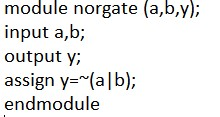 module norgate (a,b,y);
input a,b;
output y;
assign y=~(a|b);
endmodule